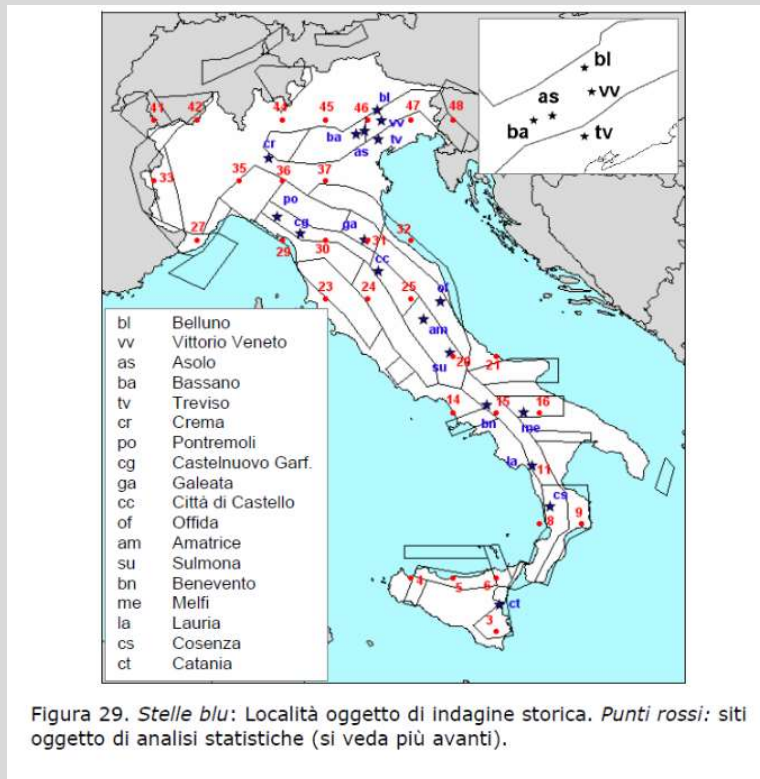 bl
as
vv
ba
tv
41
42
44
45
46
bl
47
48
vv
ba
as
tv
cr
33
35
36
37
po
27
cg
ga
29
30
31
32
cc
23
24
25
of
am
su
20
21
14
15
16
bn
me
la
11
cs
8
9
4
5
6
ct
3
bl Belluno
vv Vittorio Veneto
as Asolo
ba Bassano
tv Treviso
cr Crema
po Pontremoli
cg Castelnuovo Garf.
ga Galeata
cc Città di Castello
of Offida
am Amatrice
su Sulmona
bn Benevento
me Melfi
la Lauria
cs Cosenza
ct Catania
Figura 29. Stelle blu: Località oggetto di indagine storica. Punti rossi: siti
oggetto di analisi statistiche (si veda più avanti).